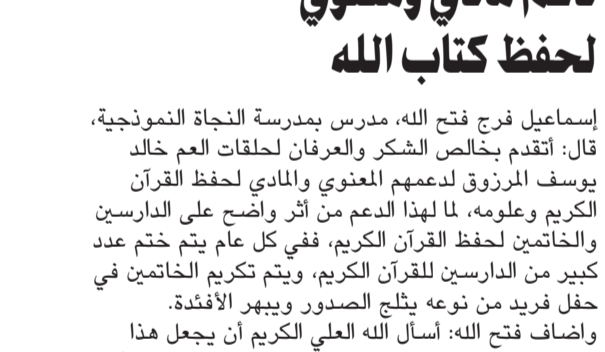 دعم مادي ومعنوي
لحفظ كتاب الله
إسماعيل فرج فتح الله، مدرس بمدرسة النجاة النموذجية،
قال: أتقدم بخالص الشكر والعرفان لحلقات العم خالد
يوسف المرزوق لدعمهم المعنوي والمادي لحفظ القرآن
الكريم وعلومه، لما لهذا الدعم من أثر واضح على الدارسين
والخاتمين لحفظ القرآن الكريم، ففي كل عام يتم ختم عدد
كبير من الدارسين للقرآن الكريم، ويتم تكريم الخاتمين في
حفل فريد من نوعه يثلج الصدور ويبهر الأفئدة.
واضاف فتح الله: أسأل الله العلي الكريم أن يجعل هذا